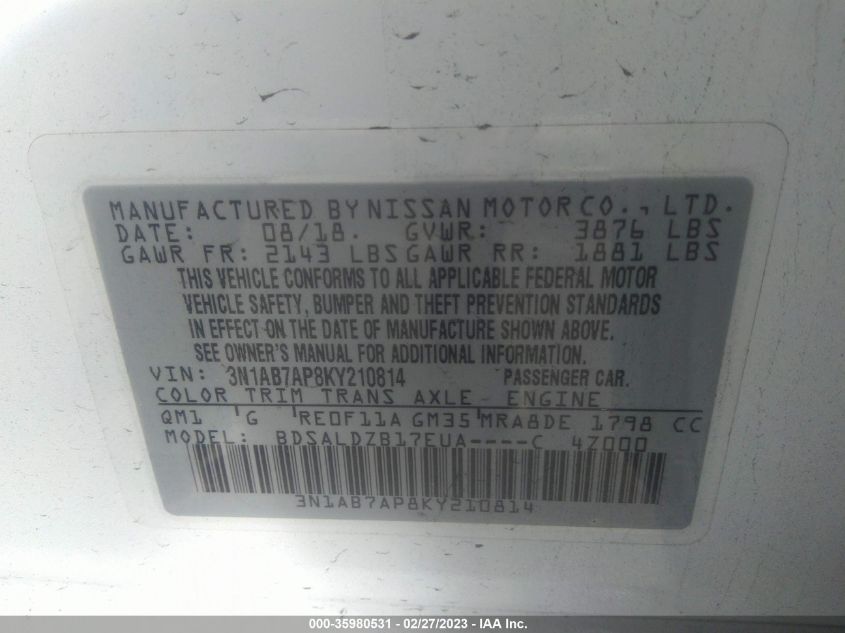 MANUFACTURED BY NISSAN MOTOR CO., LTD.
DATE: 08/18. GVWR: 3876 LBS
GAWR FR: 2143 LBS GAWR RR: 1881 LBS
THIS VEHICLE CONFORMS TO ALL APPLICABLE FEDERAL MOTOR
VEHICLE SAFETY, BUMPER AND THEFT PREVENTION STANDARDS
IN EFFECT ON THE DATE OF MANUFACTURE SHOWN ABOVE.
SEE OWNER'S MANUAL FOR ADDITIONAL INFORMATION.
VIN: 3N1AB7AP8KY210814 PASSENGER CAR.
COLOR TRIM TRANS AXLE ENGINE
QM1 G RE0F11A GM35 MRA8DE 1798 CC
MODEL: BDSALDZB17EUA----C 4Z000
3N1AB7AP8KY210814
000-35980531 - 02/27/2023 - IAA Inc.